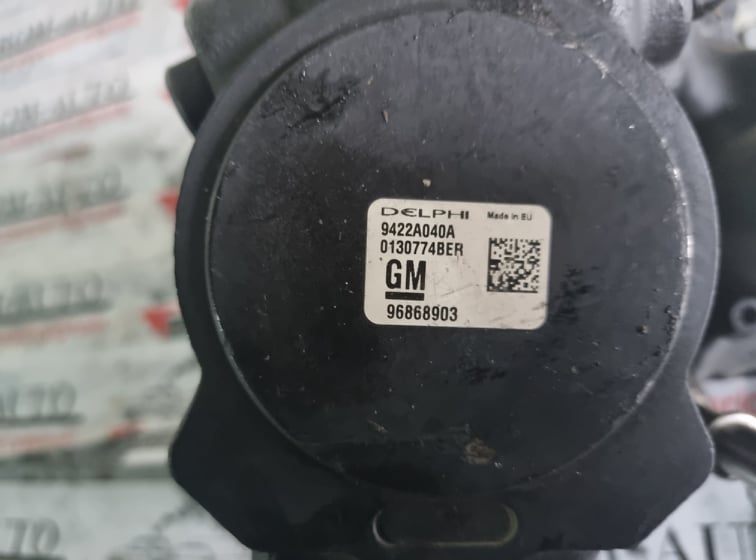 DELPHI Made in EU
9422A040A
0130774BER
GM
96868903